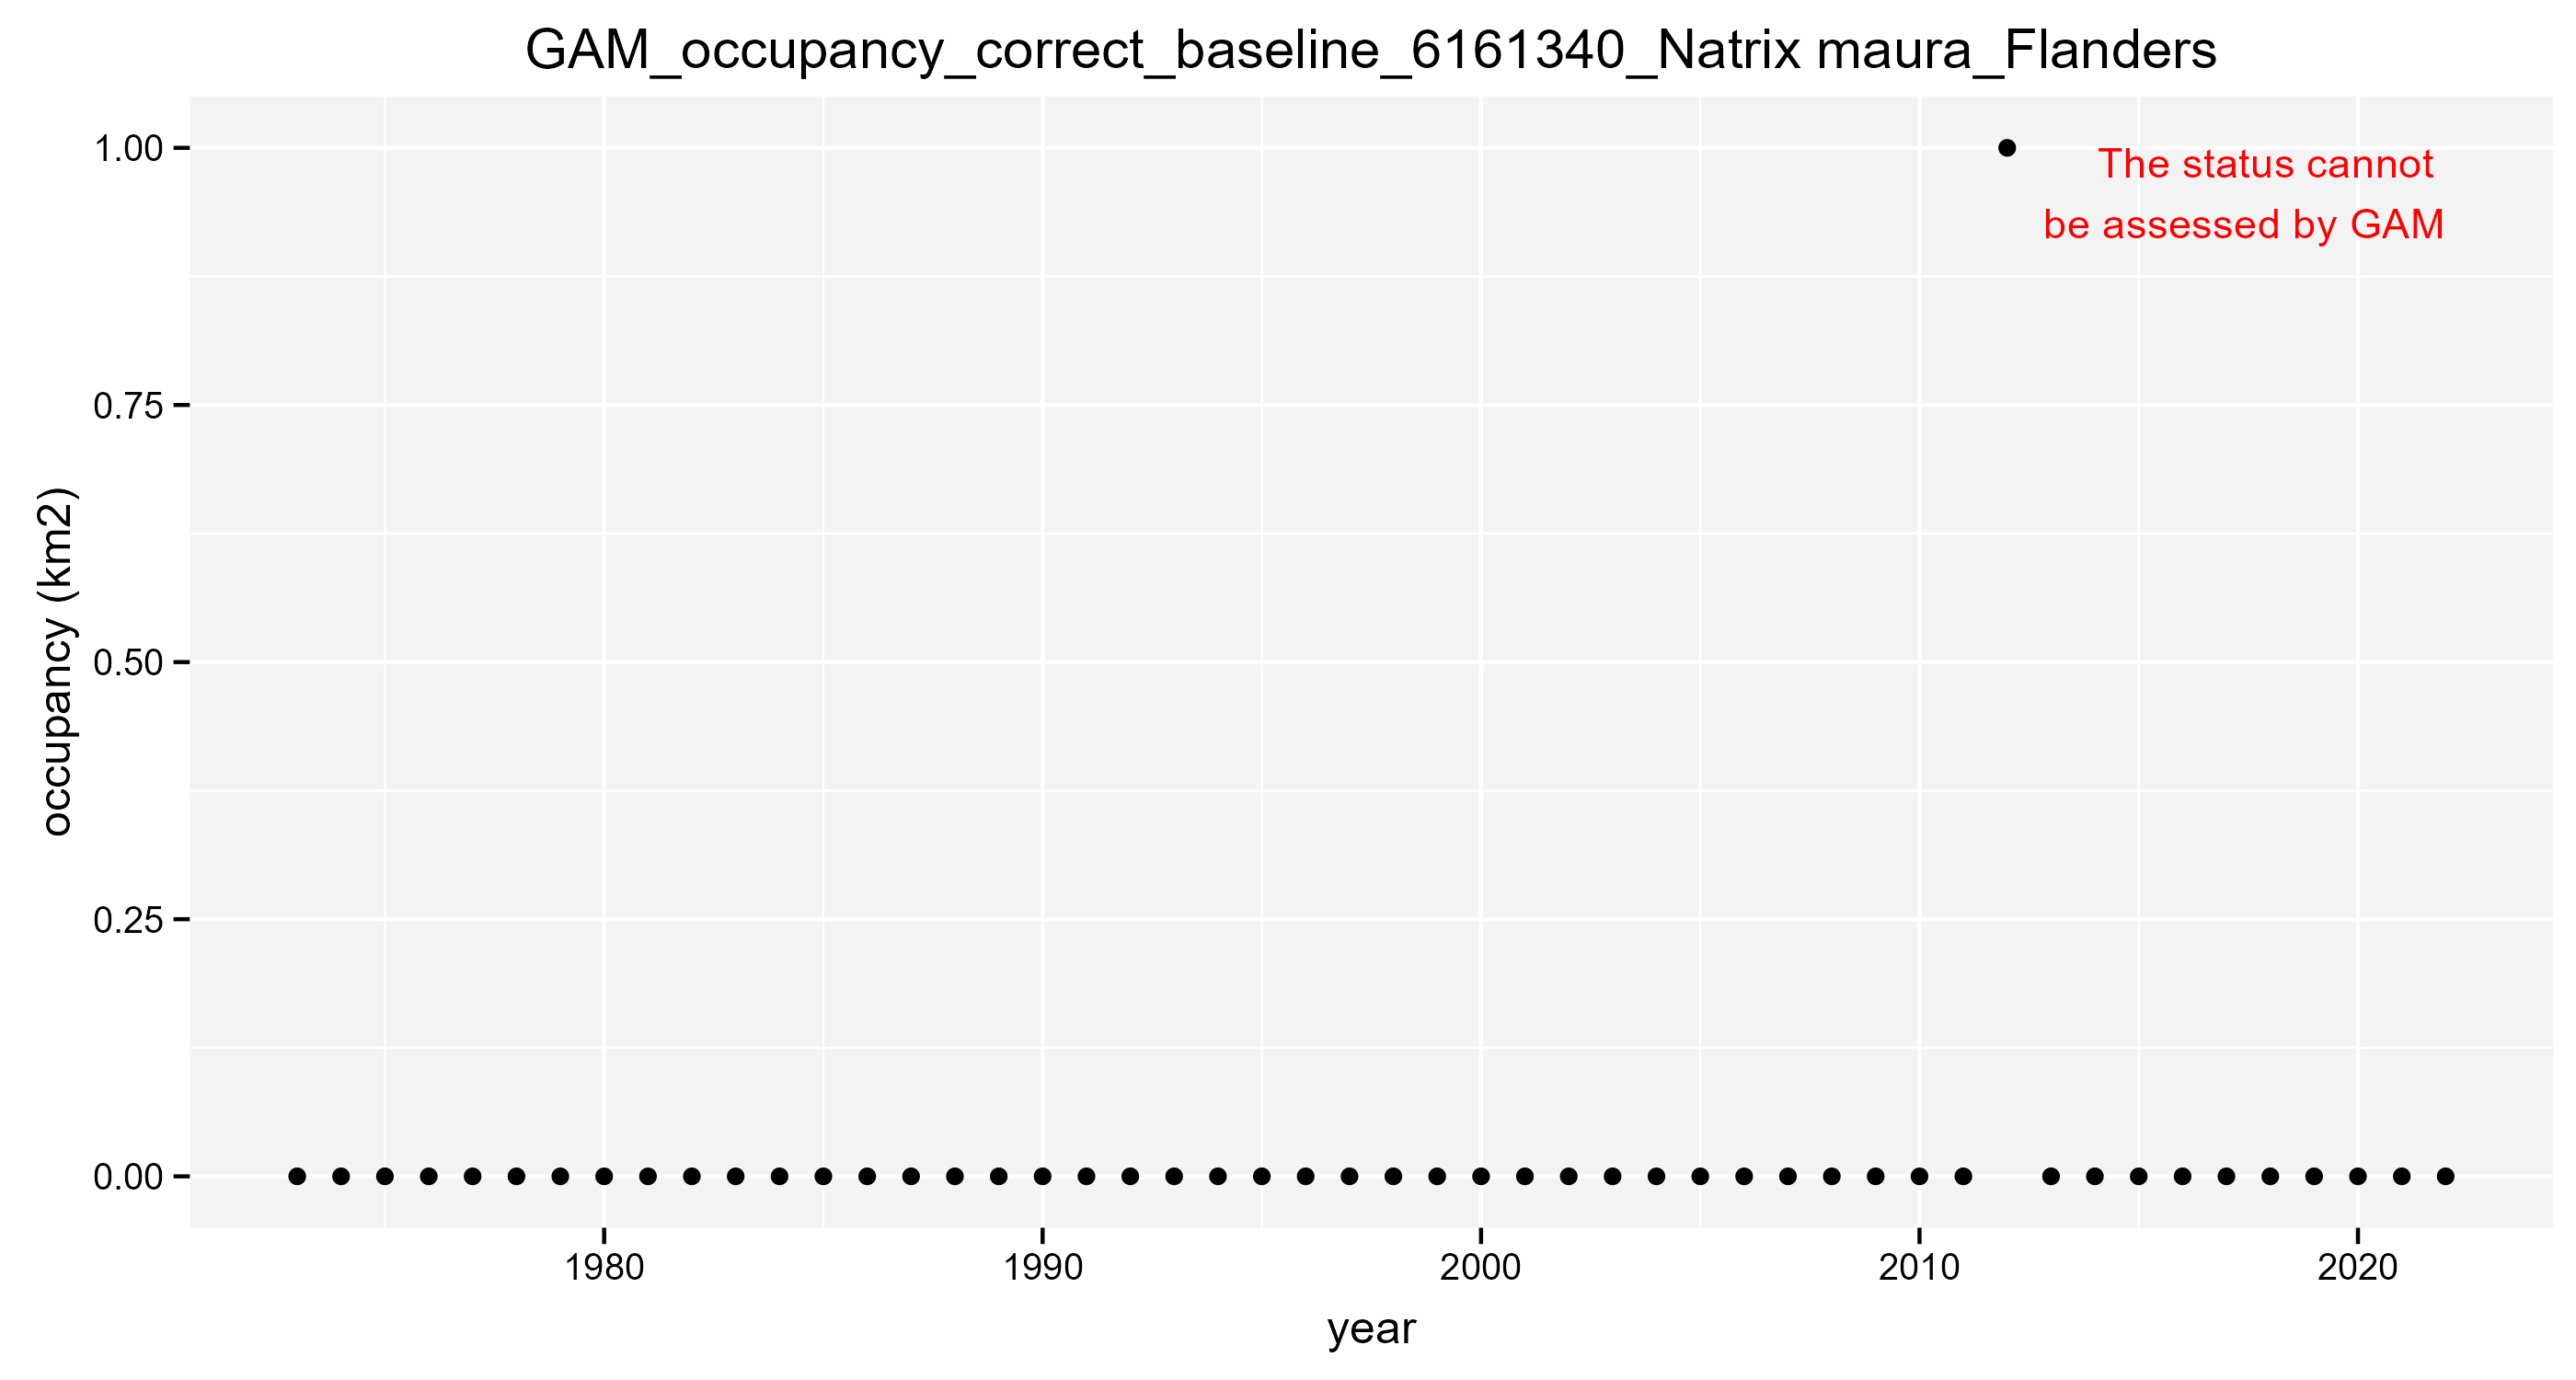 GAM_occupancy_correct_baseline_6161340_Natrix maura_Flanders
1.00
The status cannot
be assessed by GAM
0.75
occupancy (km2)
0.50
0.25
0.00
1980 1990 2000 2010 2020
year